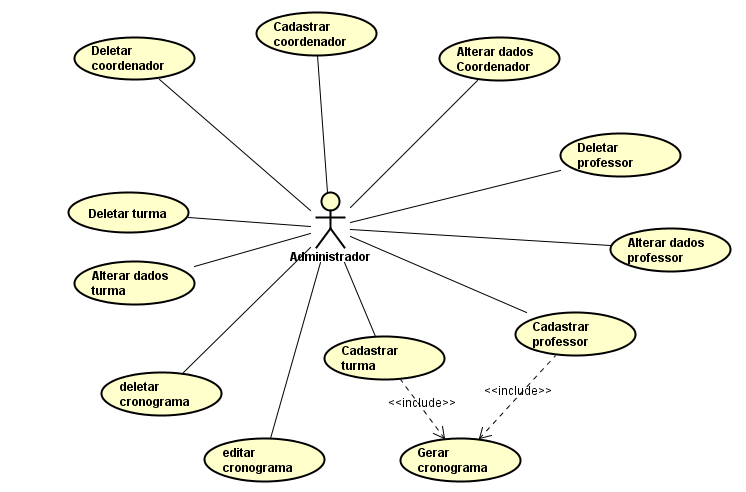 Cadastrar
coordenador
Deletar
coordenador
Alterar dados
Coordenador
Deletar
professor
Deletar turma
Alterar dados
professor
Administrador
Alterar dados
turma
Cadastrar
professor
Cadastrar
turma
deletar
cronograma
<<include>>
<<include>>
editar
cronograma
Gerar
cronograma